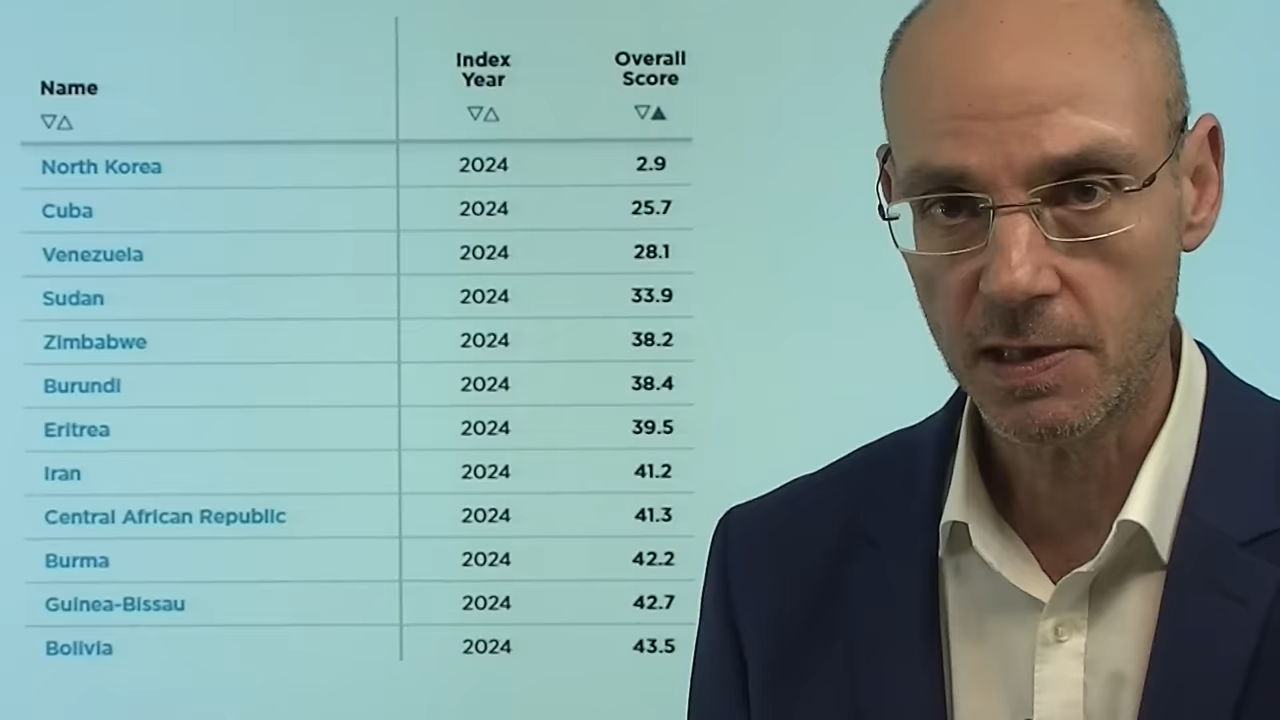 Name Index Year Overall Score
▽△ ▽△ ▽▲
North Korea 2024 2.9
Cuba 2024 25.7
Venezuela 2024 28.1
Sudan 2024 33.9
Zimbabwe 2024 38.2
Burundi 2024 38.4
Eritrea 2024 39.5
Iran 2024 41.2
Central African Republic 2024 41.3
Burma 2024 42.2
Guinea-Bissau 2024 42.7
Bolivia 2024 43.5